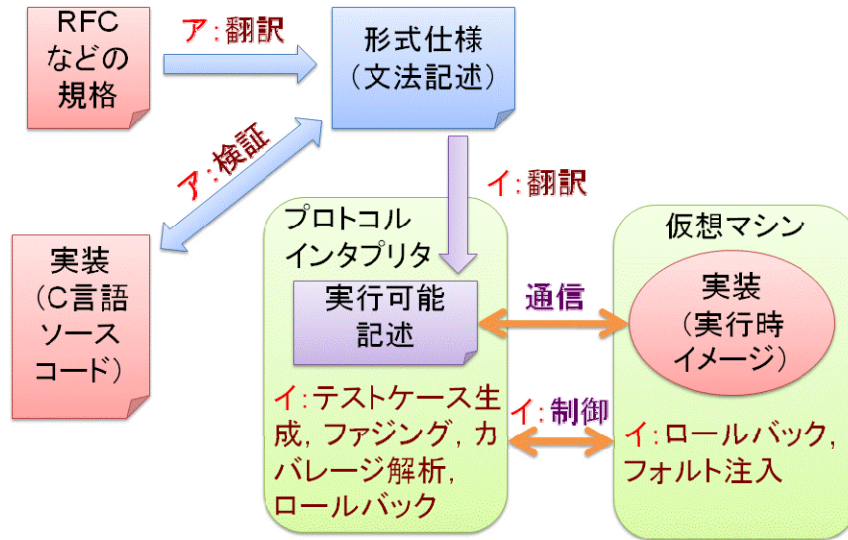 RFC
などの
規格
ア:翻訳
形式仕様
（文法記述）
ア:検証
イ:翻訳
実装
（C言語
ソース
コード）
プロトコル
インタプリタ
実行可能
記述
イ:テストケース生
成, ファジング, カ
バレージ解析,
ロールバック
通信
イ:制御
仮想マシン
実装
（実行時
イメージ）
イ:ロールバック,
フォルト注入